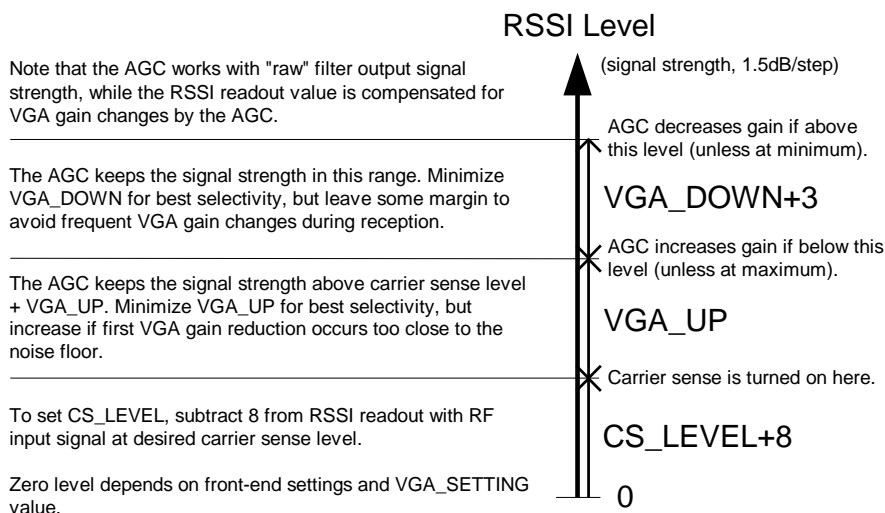 RSSI Level
Note that the AGC works with "raw" filter output signal
strength, while the RSSI readout value is compensated for
VGA gain changes by the AGC.
(signal strength, 1.5dB/step)
AGC decreases gain if above
this level (unless at minimum).
The AGC keeps the signal strength in this range. Minimize
VGA_DOWN for best selectivity, but leave some margin to
avoid frequent VGA gain changes during reception.
VGA_DOWN+3
AGC increases gain if below this
level (unless at maximum).
The AGC keeps the signal strength above carrier sense level
+ VGA_UP. Minimize VGA_UP for best selectivity, but
increase if first VGA gain reduction occurs too close to the
noise floor.
VGA_UP
Carrier sense is turned on here.
To set CS_LEVEL, subtract 8 from RSSI readout with RF
input signal at desired carrier sense level.
CS_LEVEL+8
Zero level depends on front-end settings and VGA_SETTING
value.
0